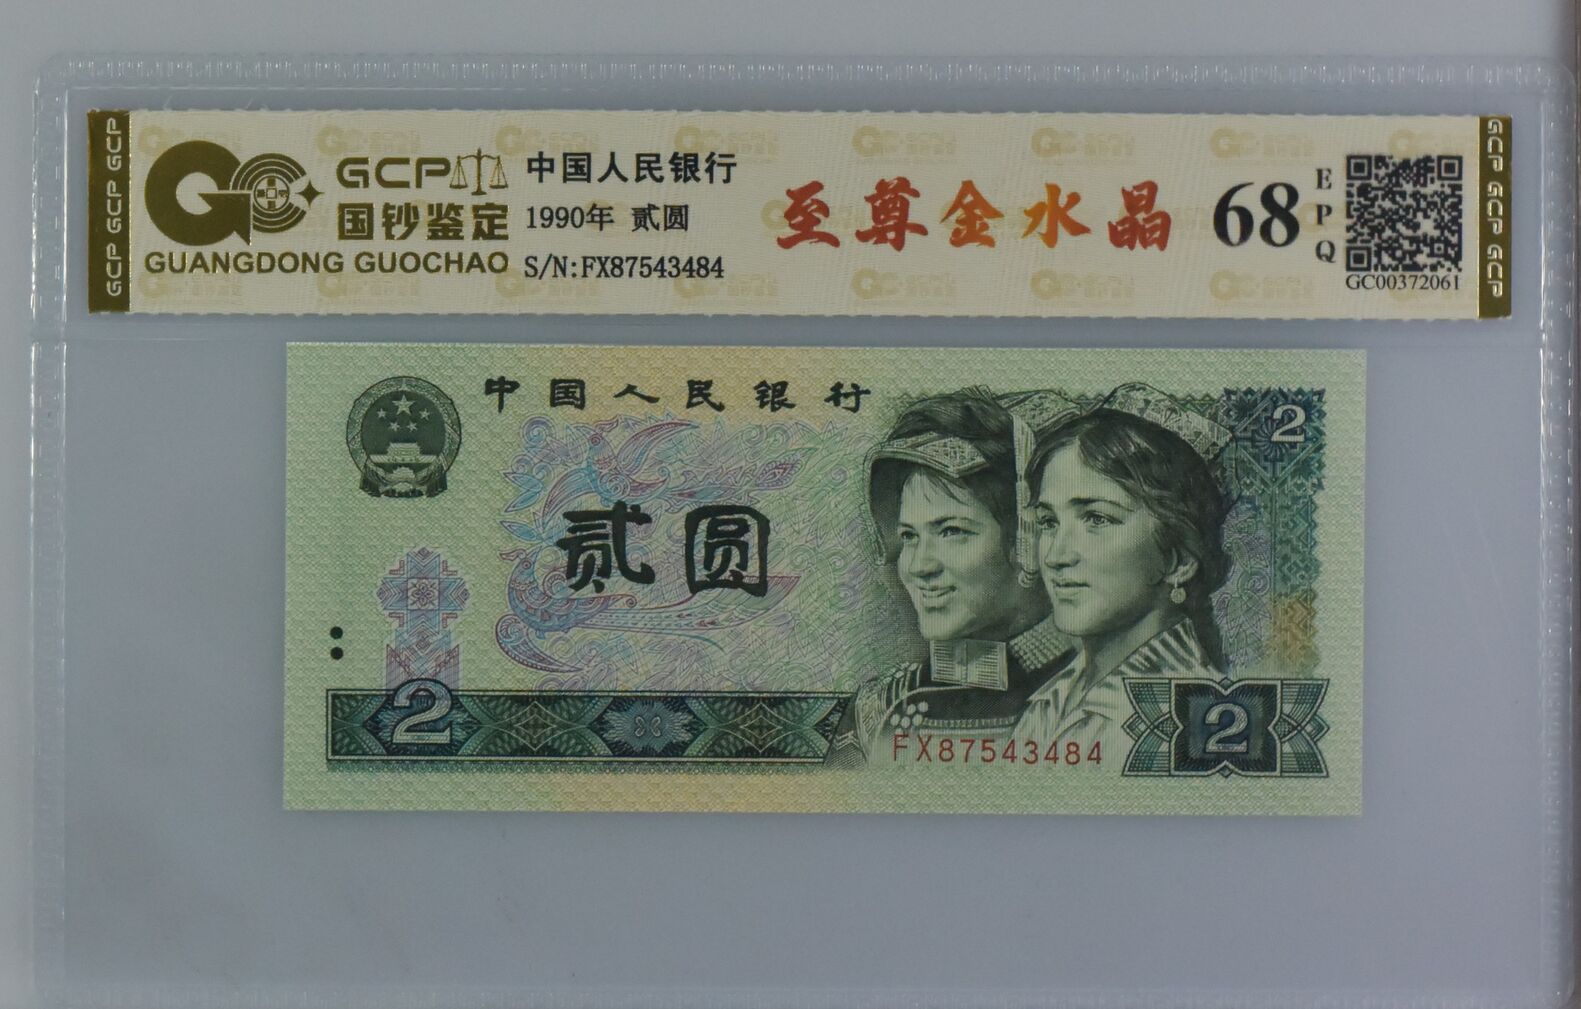 GCP GCP GCP
GCP
国钞鉴定
GUANGDONG GUOCHAO
中国人民银行
1990年 贰圆
S/N:FX87543484
至尊金水晶
68
EPQ
GC00372061
GCP GCP GCP
中国人民银行
2
贰圆
2
2
FX87543484